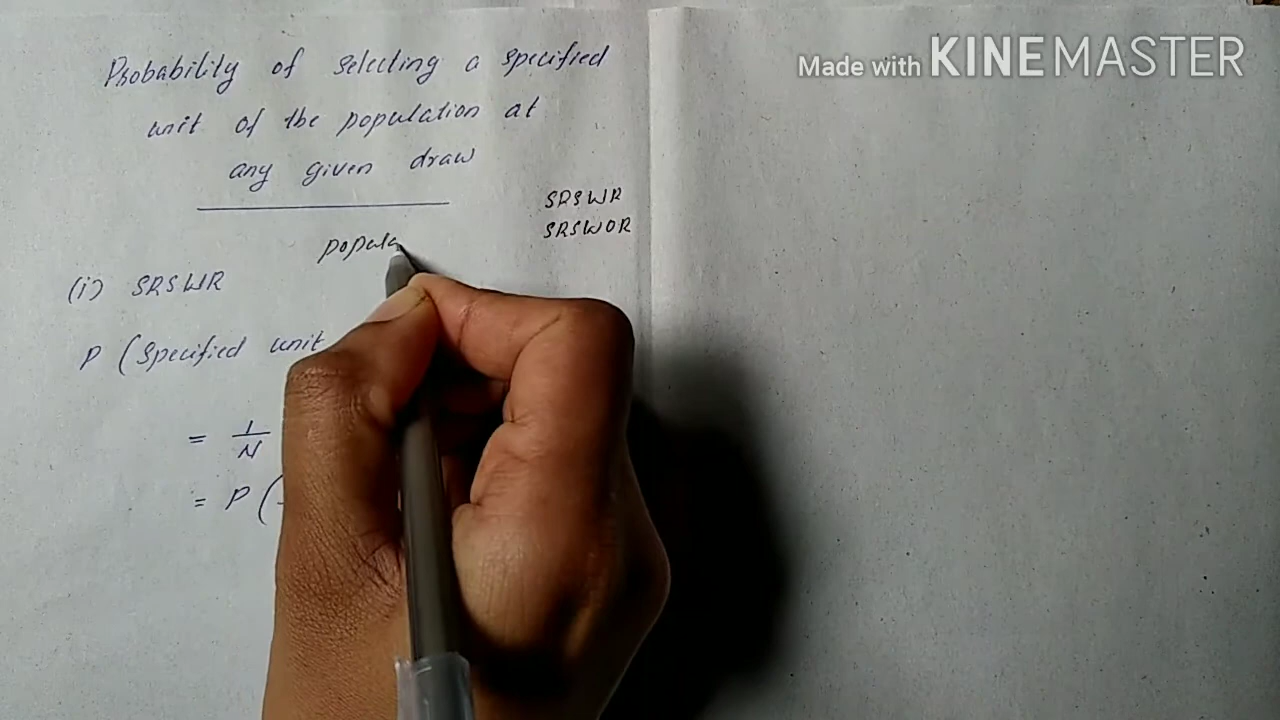 Probability of selecting a specified
unit of the population at
any given draw
SRSWR
SRSWOR
popula
(i) SRSWR
P (specified unit
= 1/N
= P (
Made with KINEMASTER